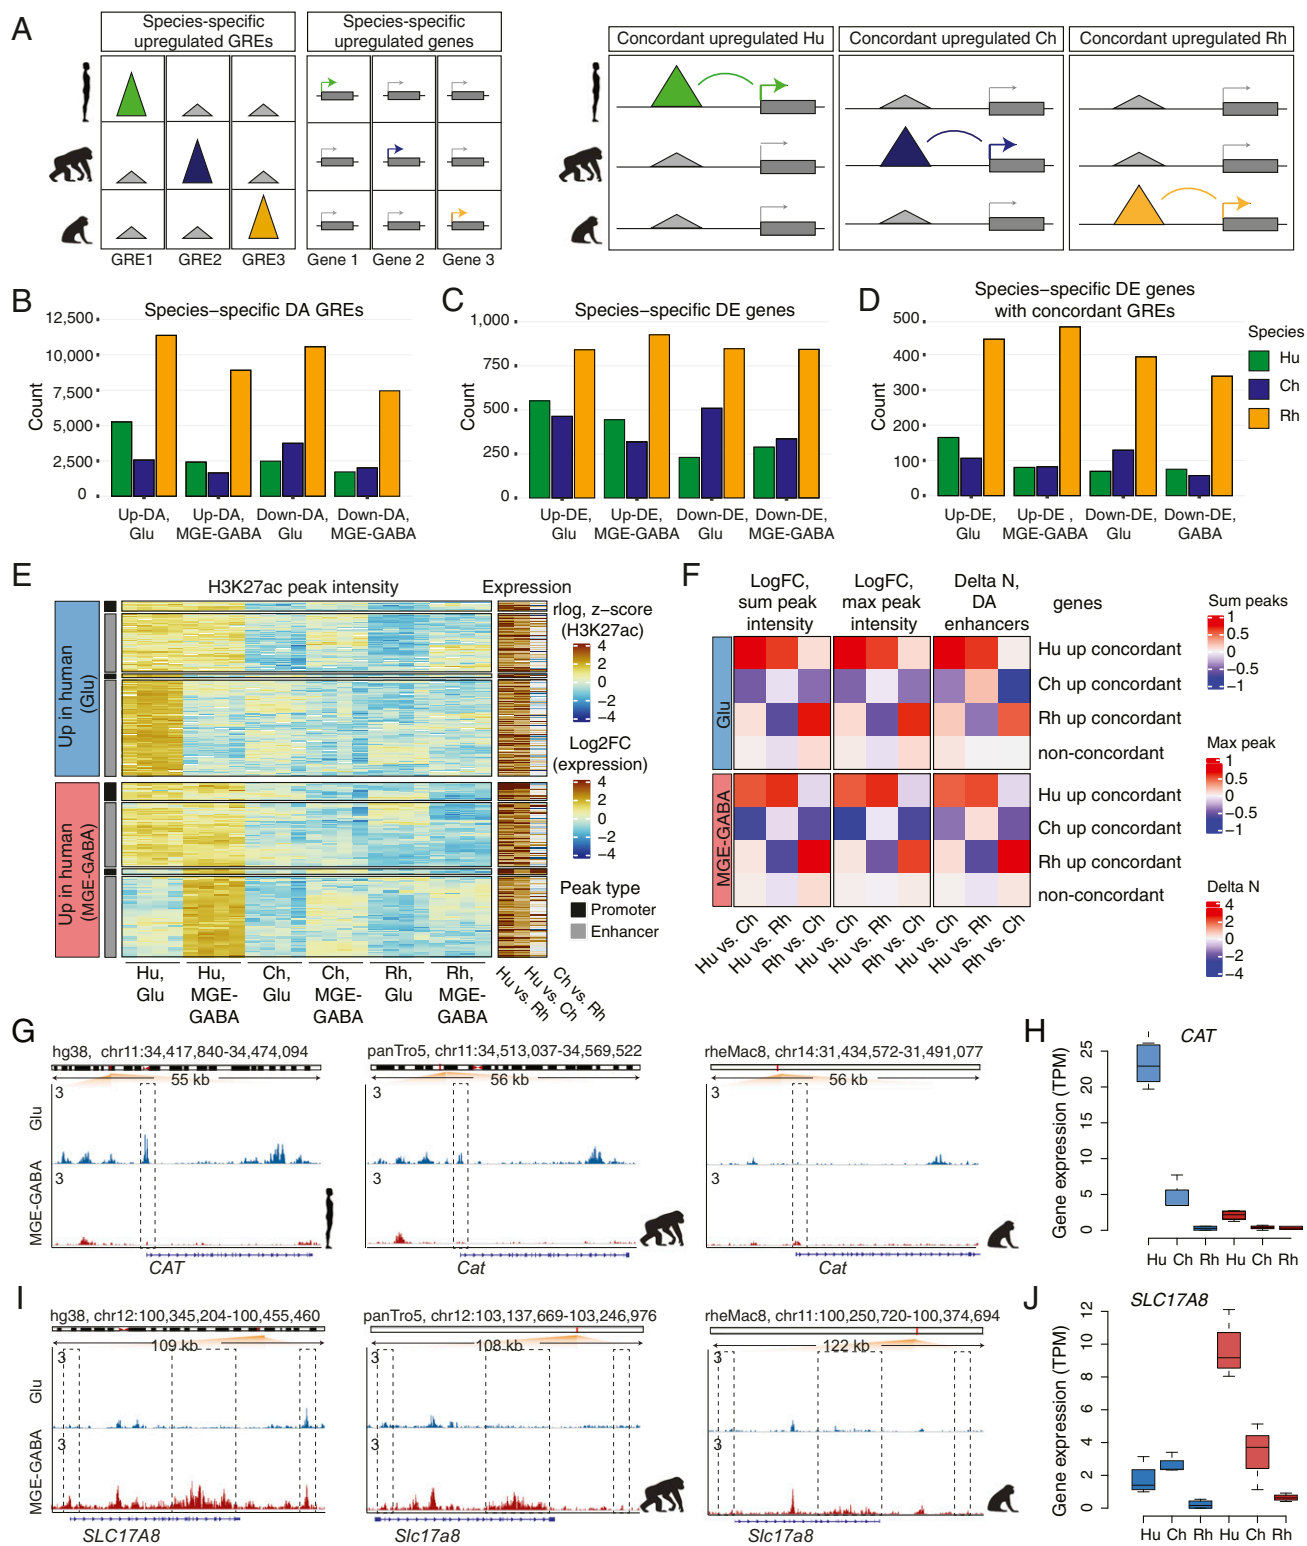 A
Species-specific
upregulated GREs
Species-specific
upregulated genes
GRE1 GRE2 GRE3 Gene 1 Gene 2 Gene 3
Concordant upregulated Hu
Concordant upregulated Ch
Concordant upregulated Rh
B
Species−specific DA GREs
Count
12,500
10,000
7,500
5,000
2,500
0
Up-DA, Glu
Up-DA, MGE-GABA
Down-DA, Glu
Down-DA, MGE-GABA
C
Species−specific DE genes
Count
1,000
750
500
250
0
Up-DE, Glu
Up-DE, MGE-GABA
Down-DE, Glu
Down-DE, MGE-GABA
D
Species−specific DE genes
with concordant GREs
Count
500
400
300
200
100
0
Up-DE, Glu
Up-DE , MGE-GABA
Down-DE, Glu
Down-DE, GABA
Species
Hu
Ch
Rh
E
H3K27ac peak intensity
Expression
Up in human
(Glu)
Up in human
(MGE-GABA)
rlog, z-score
(H3K27ac)
4
2
0
−2
−4
Log2FC
(expression)
4
2
0
−2
−4
Peak type
Promoter
Enhancer
Hu, Glu
Hu, MGE-GABA
Ch, Glu
Ch, MGE-GABA
Rh, Glu
Rh, MGE-GABA
Hu vs. Rh
Hu vs. Ch
Ch vs. Rh
F
LogFC,
sum peak
intensity
LogFC,
max peak
intensity
Delta N,
DA
enhancers
genes
Glu
Hu up concordant
Ch up concordant
Rh up concordant
non-concordant
MGE-GABA
Hu up concordant
Ch up concordant
Rh up concordant
non-concordant
Hu vs. Ch
Hu vs. Rh
Rh vs. Ch
Hu vs. Ch
Hu vs. Rh
Rh vs. Ch
Hu vs. Ch
Hu vs. Rh
Rh vs. Ch
Sum peaks
1
0.5
0
−0.5
−1
Max peak
1
0.5
0
−0.5
−1
Delta N
4
2
0
−2
−4
G
hg38, chr11:34,417,840-34,474,094
55 kb
3
Glu
3
MGE-GABA
CAT
panTro5, chr11:34,513,037-34,569,522
56 kb
3
3
Cat
rheMac8, chr14:31,434,572-31,491,077
56 kb
3
3
Cat
H
CAT
Gene expression (TPM)
25
20
15
10
5
0
Hu Ch Rh Hu Ch Rh
I
hg38, chr12:100,345,204-100,455,460
109 kb
3
Glu
3
MGE-GABA
SLC17A8
panTro5, chr12:103,137,669-103,246,976
108 kb
3
3
Slc17a8
rheMac8, chr11:100,250,720-100,374,694
122 kb
3
3
Slc17a8
J
SLC17A8
Gene expression (TPM)
12
10
8
6
4
2
0
Hu Ch Rh Hu Ch Rh